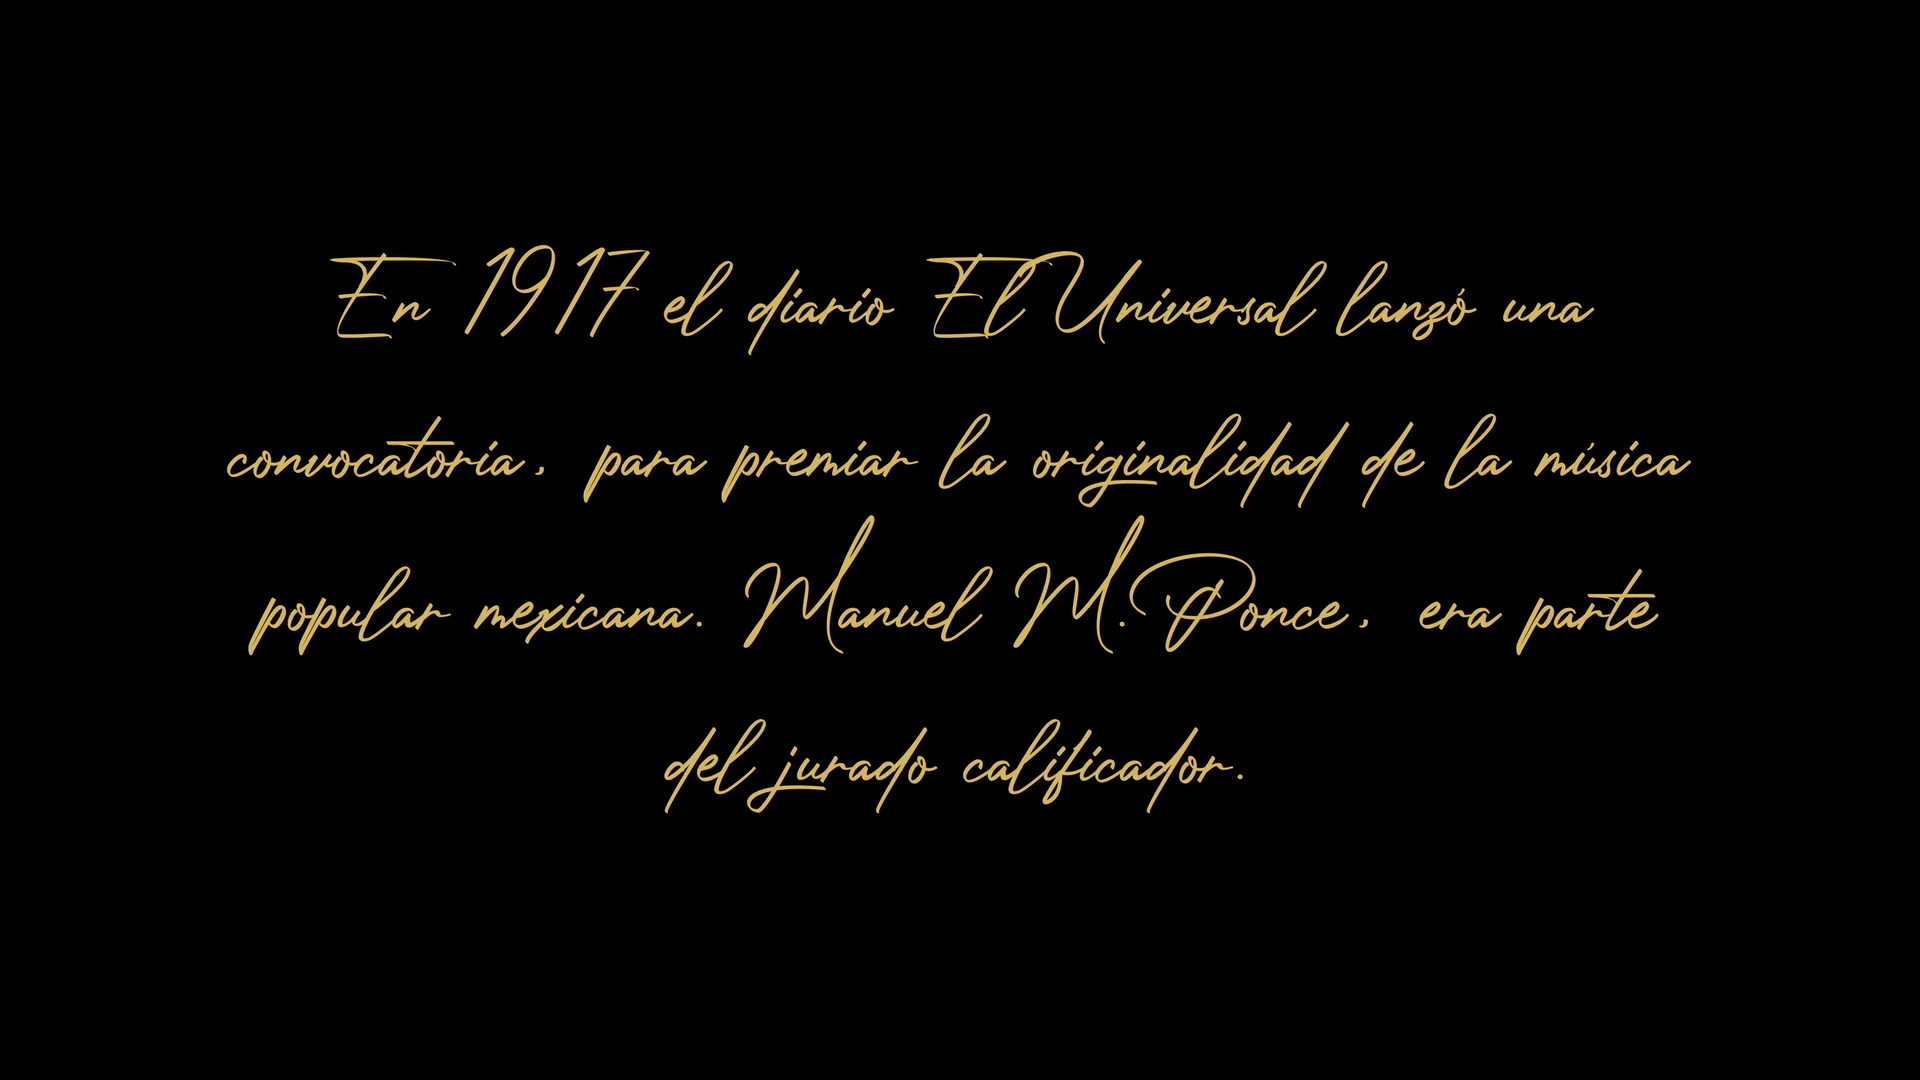 En 1917 el diario El Universal lanzó una
convocatoria, para premiar la originalidad de la música
popular mexicana. Manuel M. Ponce, era parte
del jurado calificador.